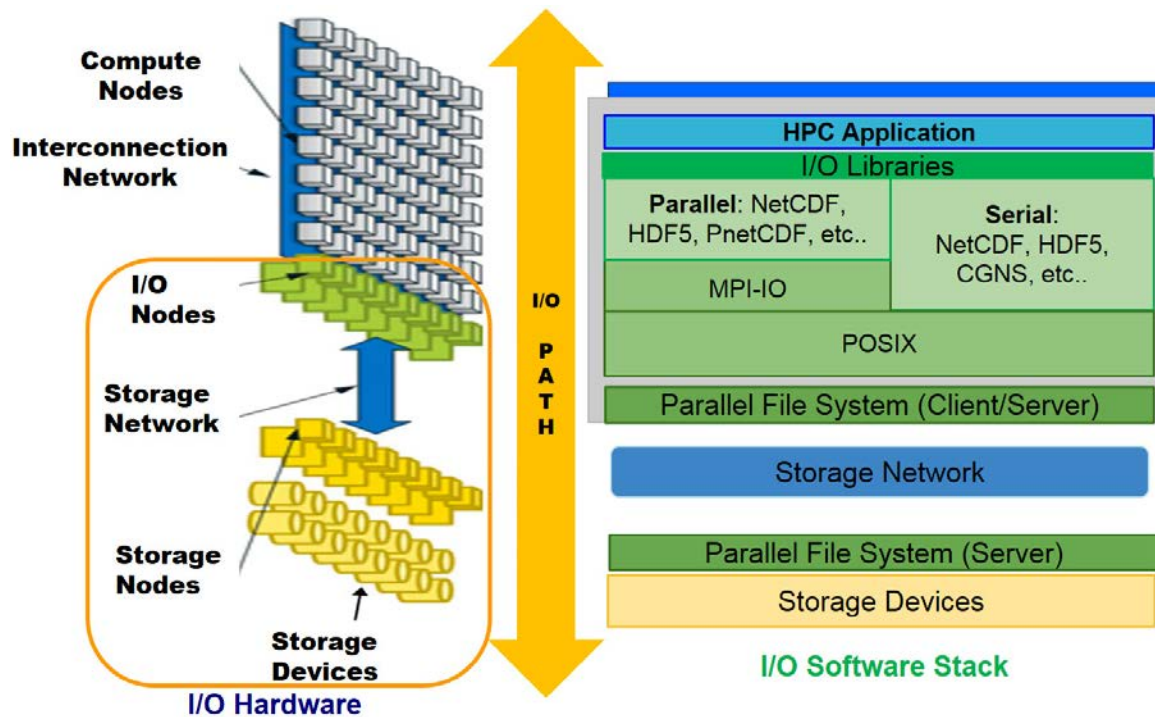 Compute
Nodes
Interconnection
Network
I/O
Nodes
Storage
Network
Storage
Nodes
Storage
Devices
I/O Hardware
I/O
P
A
T
H
HPC Application
I/O Libraries
Parallel: NetCDF,
HDF5, PnetCDF, etc..
Serial:
NetCDF, HDF5,
CGNS, etc..
MPI-IO
POSIX
Parallel File System (Client/Server)
Storage Network
Parallel File System (Server)
Storage Devices
I/O Software Stack